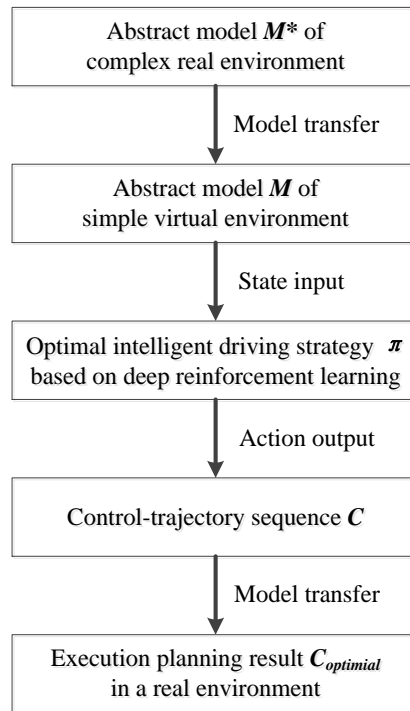 Abstract model M* of
complex real environment
Model transfer
Abstract model M of
simple virtual environment
State input
Optimal intelligent driving strategy π
based on deep reinforcement learning
Action output
Control-trajectory sequence C
Model transfer
Execution planning result C_optimial
in a real environment